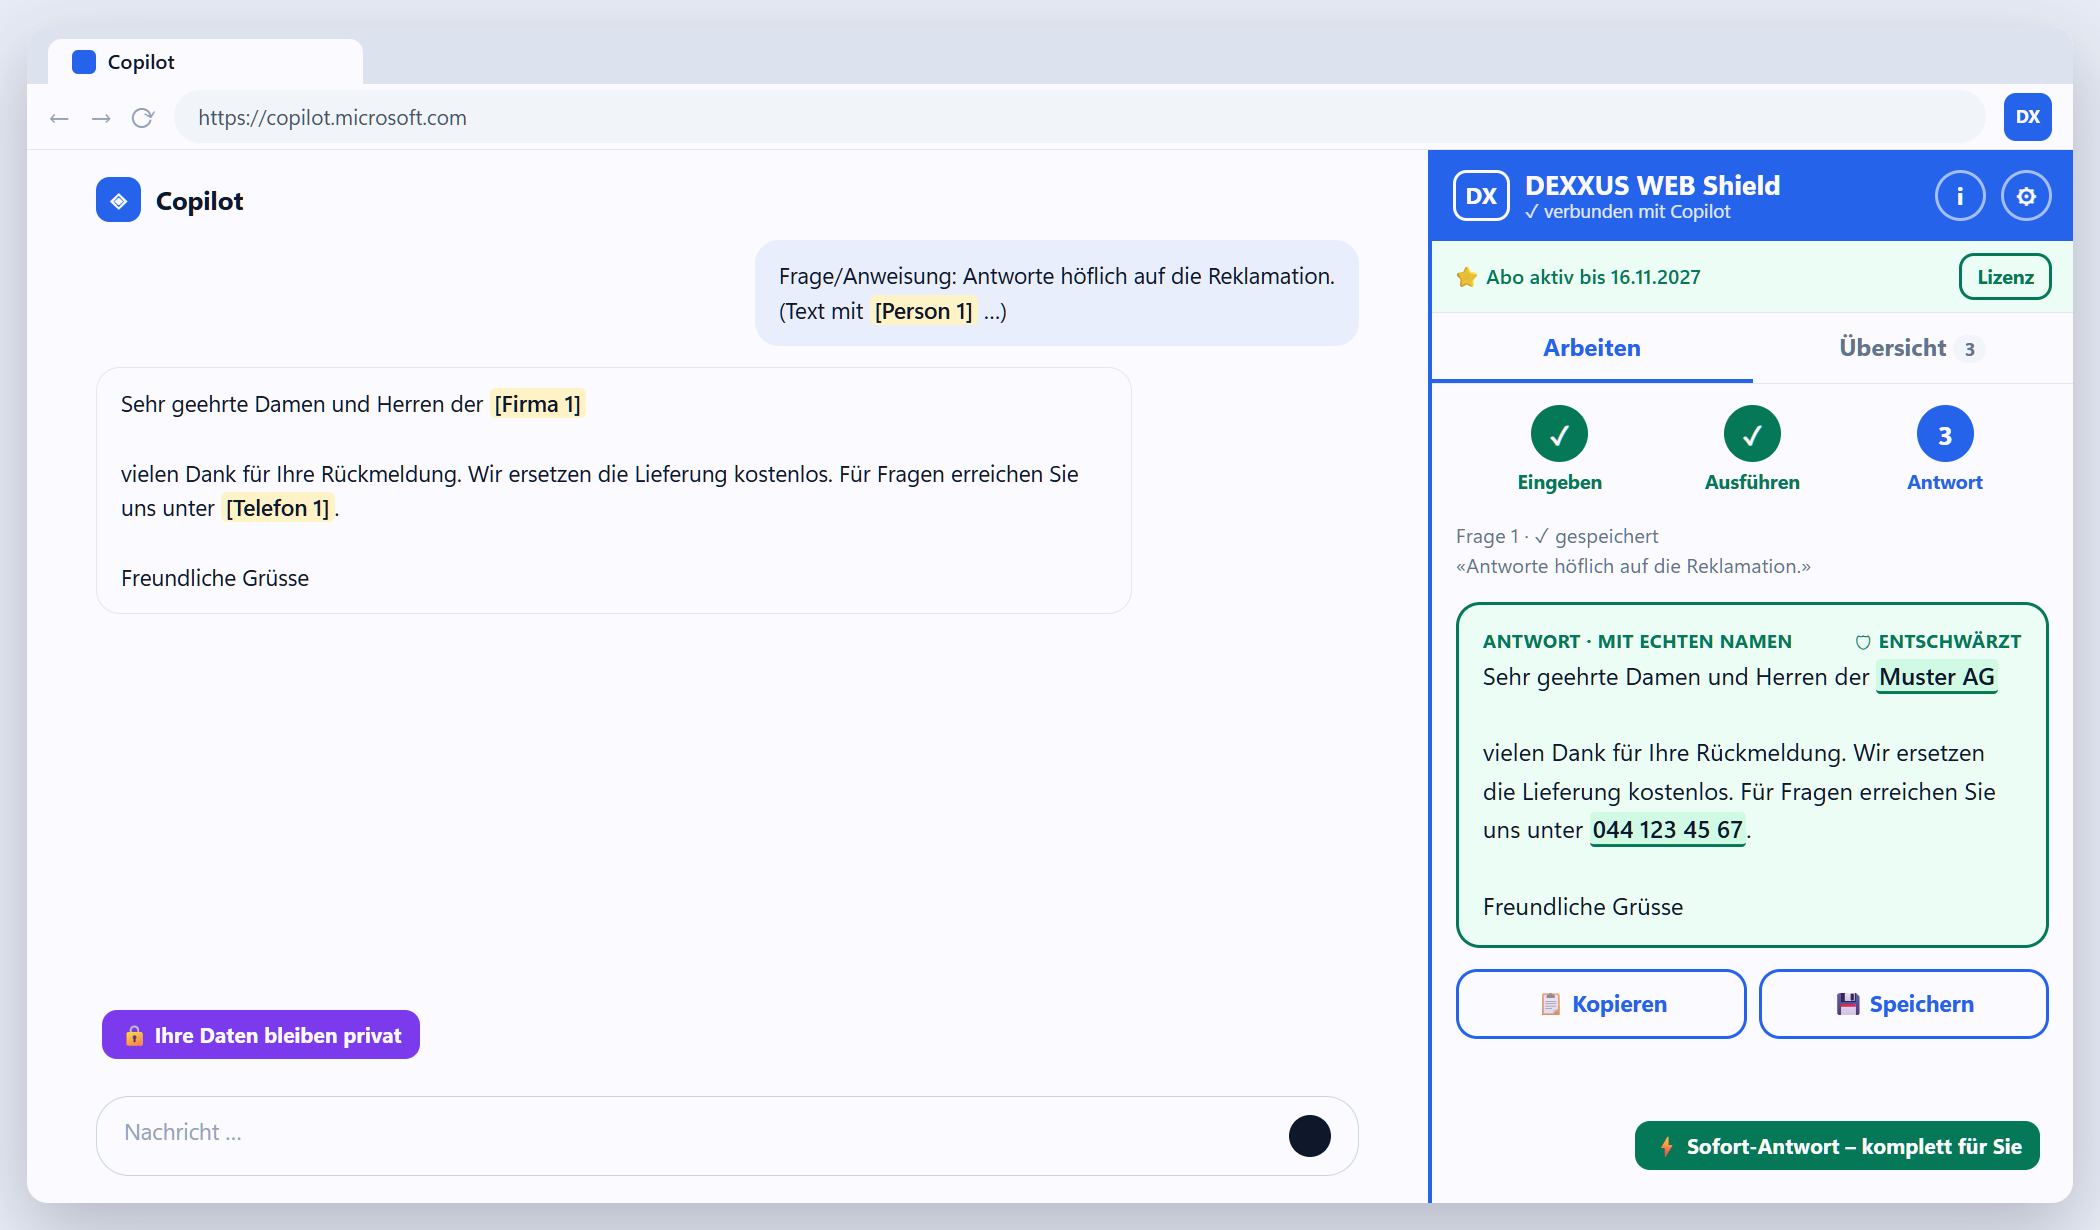 Copilot
https://copilot.microsoft.com
DX
Copilot
Frage/Anweisung: Antworte höflich auf die Reklamation.
(Text mit [Person 1] ...)
Sehr geehrte Damen und Herren der [Firma 1]
vielen Dank für Ihre Rückmeldung. Wir ersetzen die Lieferung kostenlos. Für Fragen erreichen Sie
uns unter [Telefon 1].
Freundliche Grüsse
🔒 Ihre Daten bleiben privat
Nachricht ...
DX
DEXXUS WEB Shield
✓ verbunden mit Copilot
i
⭐ Abo aktiv bis 16.11.2027
Lizenz
Arbeiten
Übersicht 3
✓ ✓ 3
Eingeben Ausführen Antwort
Frage 1 · ✓ gespeichert
«Antworte höflich auf die Reklamation.»
ANTWORT · MIT ECHTEN NAMEN
ENTSCHWÄRZT
Sehr geehrte Damen und Herren der Muster AG
vielen Dank für Ihre Rückmeldung. Wir ersetzen
die Lieferung kostenlos. Für Fragen erreichen Sie
uns unter 044 123 45 67.
Freundliche Grüsse
📋 Kopieren
💾 Speichern
⚡ Sofort-Antwort – komplett für Sie